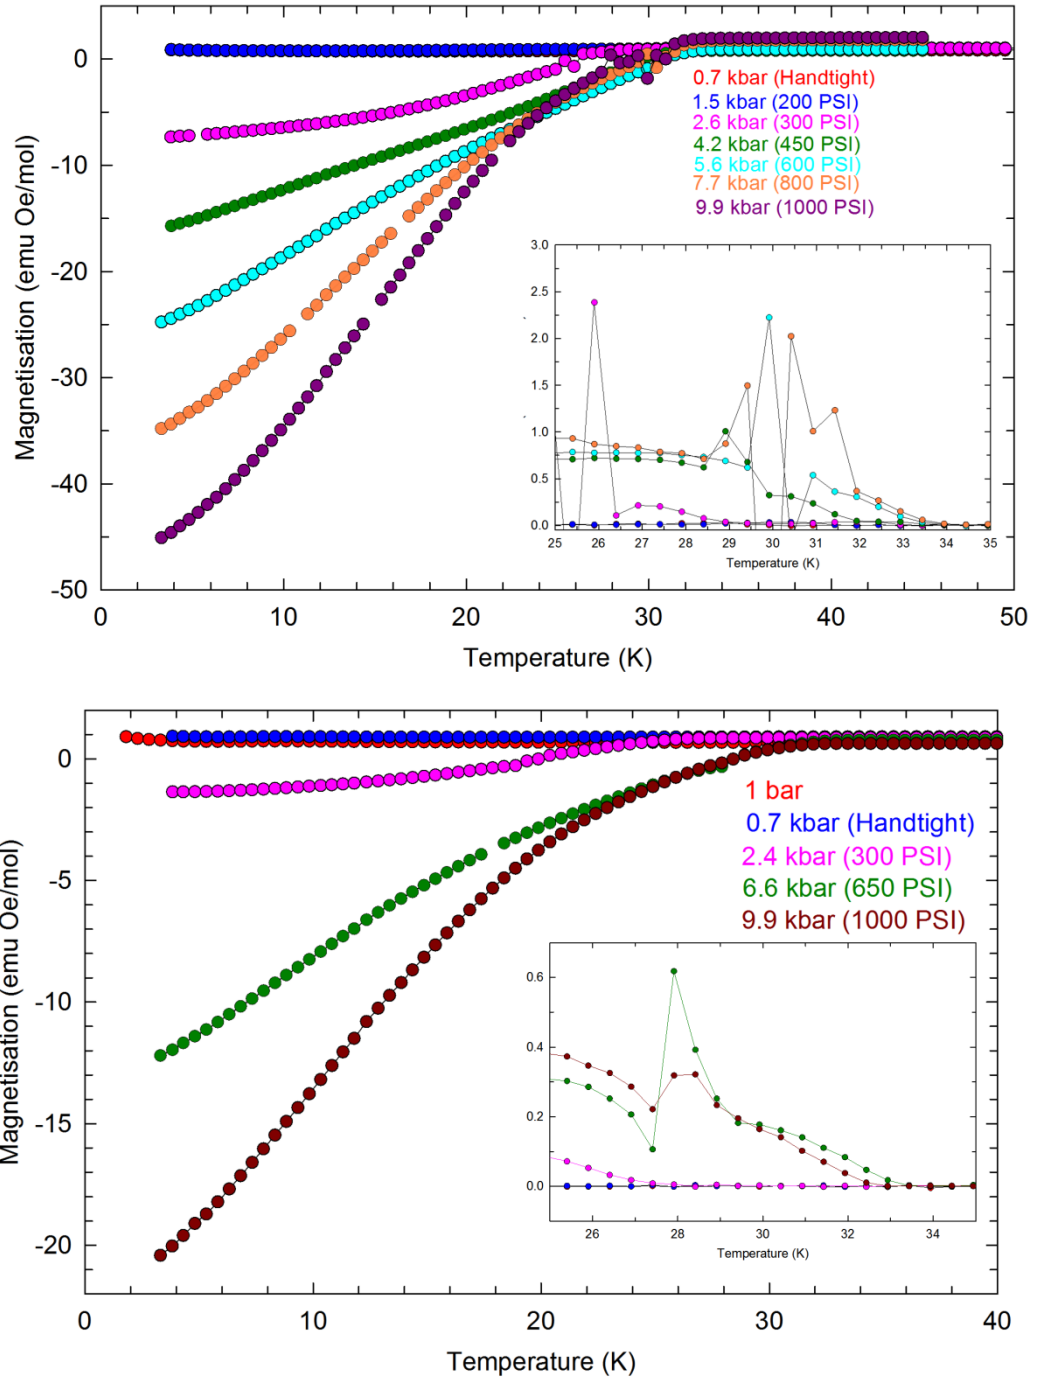 0
-10
-20
-30
-40
-50
Magnetisation (emu Oe/mol)
0.7 kbar (Handtight)
1.5 kbar (200 PSI)
2.6 kbar (300 PSI)
4.2 kbar (450 PSI)
5.6 kbar (600 PSI)
7.7 kbar (800 PSI)
9.9 kbar (1000 PSI)
3.0
2.5
2.0
1.5
1.0
0.5
0.0
25 26 27 28 29 30 31 32 33 34 35
Temperature (K)
0 10 20 30 40 50
Temperature (K)
0
-5
-10
-15
-20
Magnetisation (emu Oe/mol)
1 bar
0.7 kbar (Handtight)
2.4 kbar (300 PSI)
6.6 kbar (650 PSI)
9.9 kbar (1000 PSI)
0.6
0.4
0.2
0.0
26 28 30 32 34
Temperature (K)
0 10 20 30 40
Temperature (K)